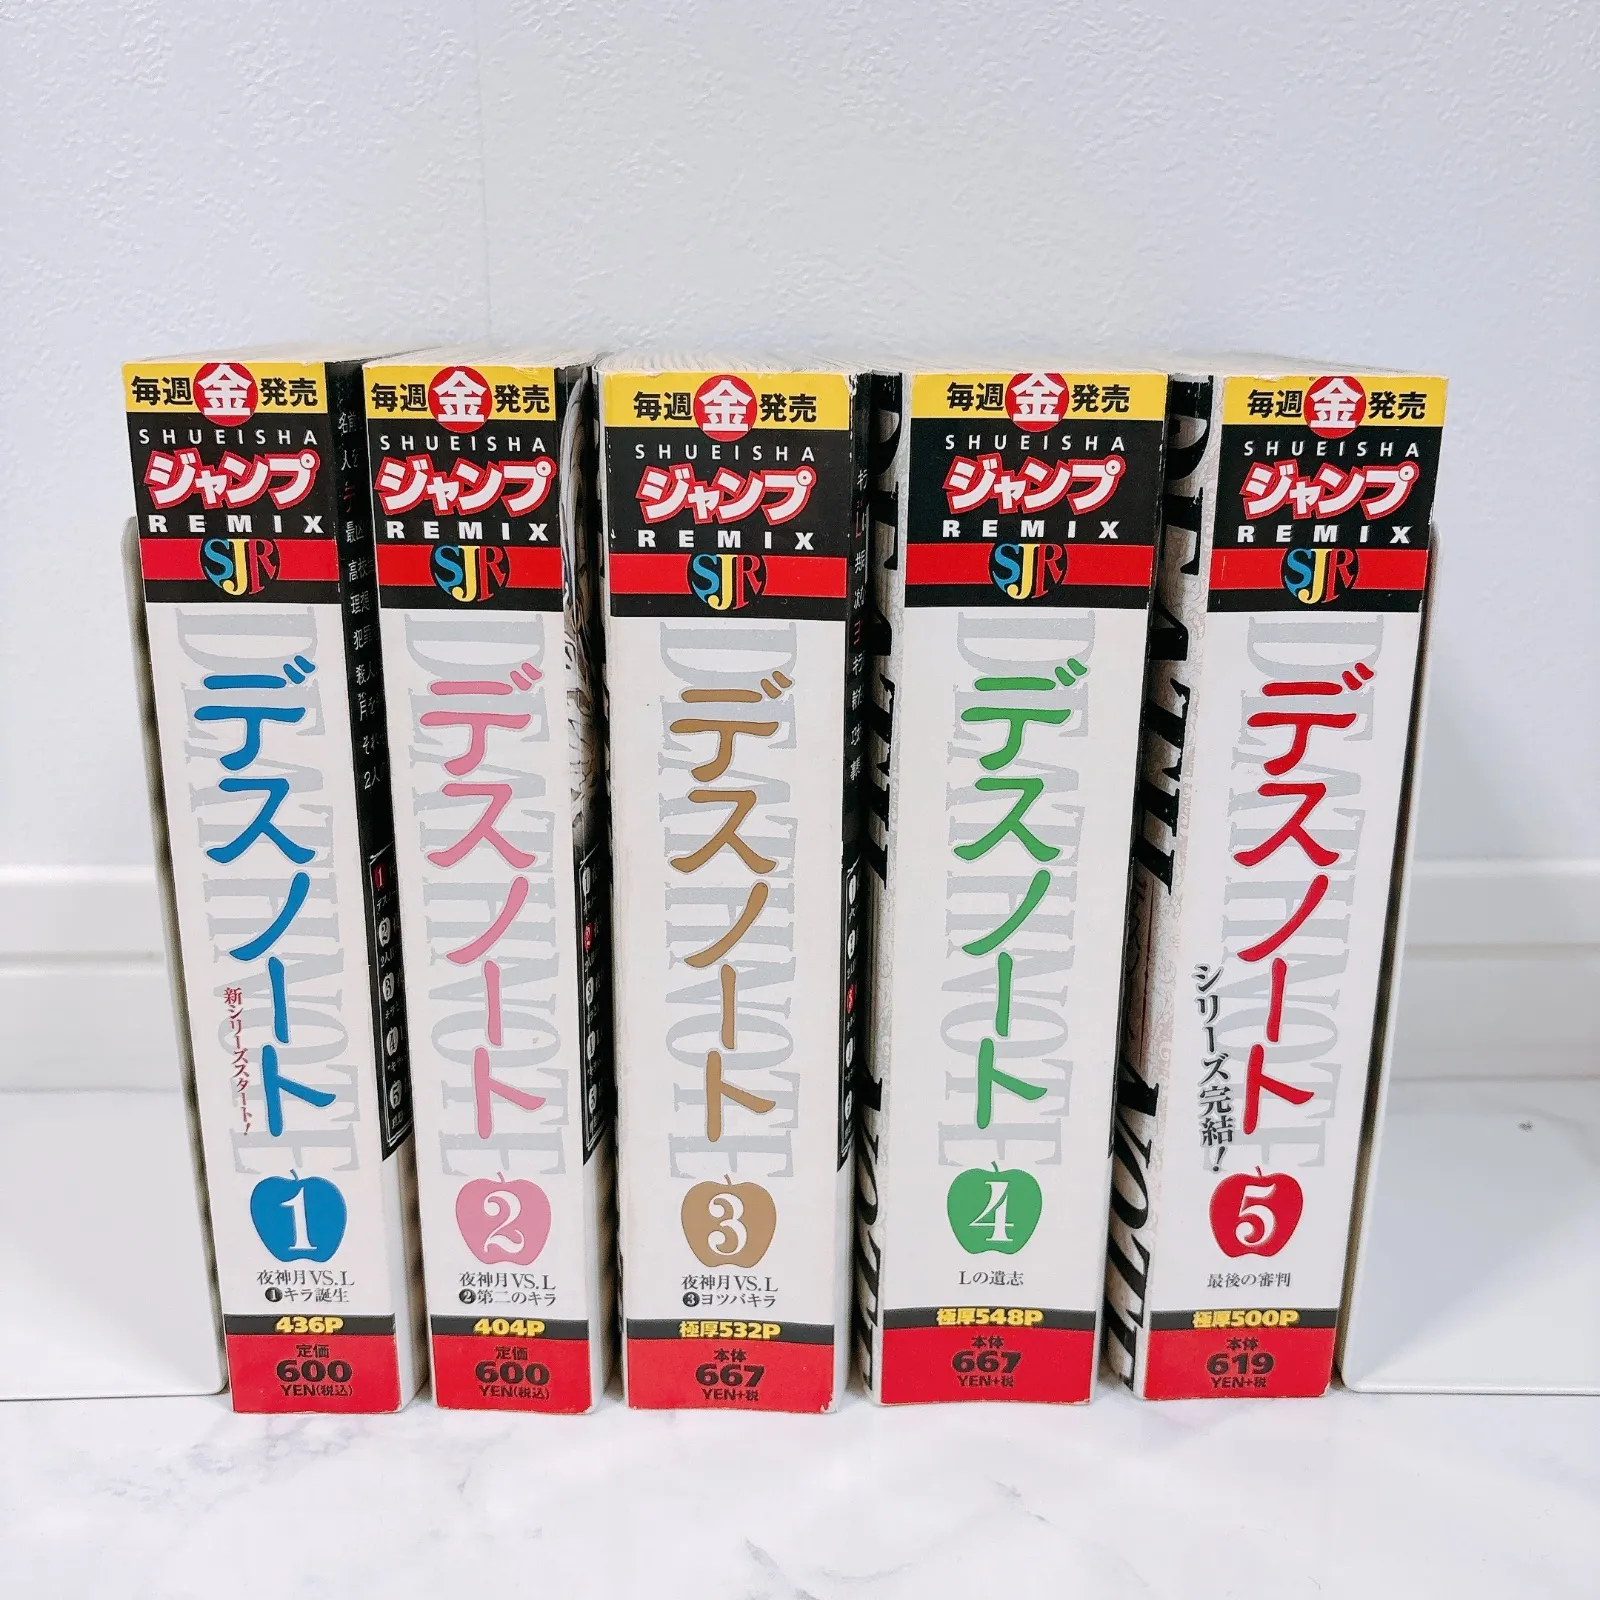 毎週金発売
SHUEISHA
ジャンプ
REMIX
SJR
DEATH NOTE
デスノート
新シリーズスタート!
1
夜神月VS.L
❶キラ誕生
436P
定価
600
YEN(税込)
毎週金発売
SHUEISHA
ジャンプ
REMIX
SJR
DEATH NOTE
デスノート
2
夜神月VS.L
❷第二のキラ
404P
定価
600
YEN(税込)
毎週金発売
SHUEISHA
ジャンプ
REMIX
SJR
DEATH NOTE
デスノート
3
夜神月VS.L
❸ヨツバキラ
極厚532P
本体
667
YEN+税
毎週金発売
SHUEISHA
ジャンプ
REMIX
SJR
DEATH NOTE
デスノート
4
Lの遺志
極厚548P
本体
667
YEN+税
毎週金発売
SHUEISHA
ジャンプ
REMIX
SJR
DEATH NOTE
デスノート
シリーズ完結!
5
最後の審判
極厚500P
本体
619
YEN+税